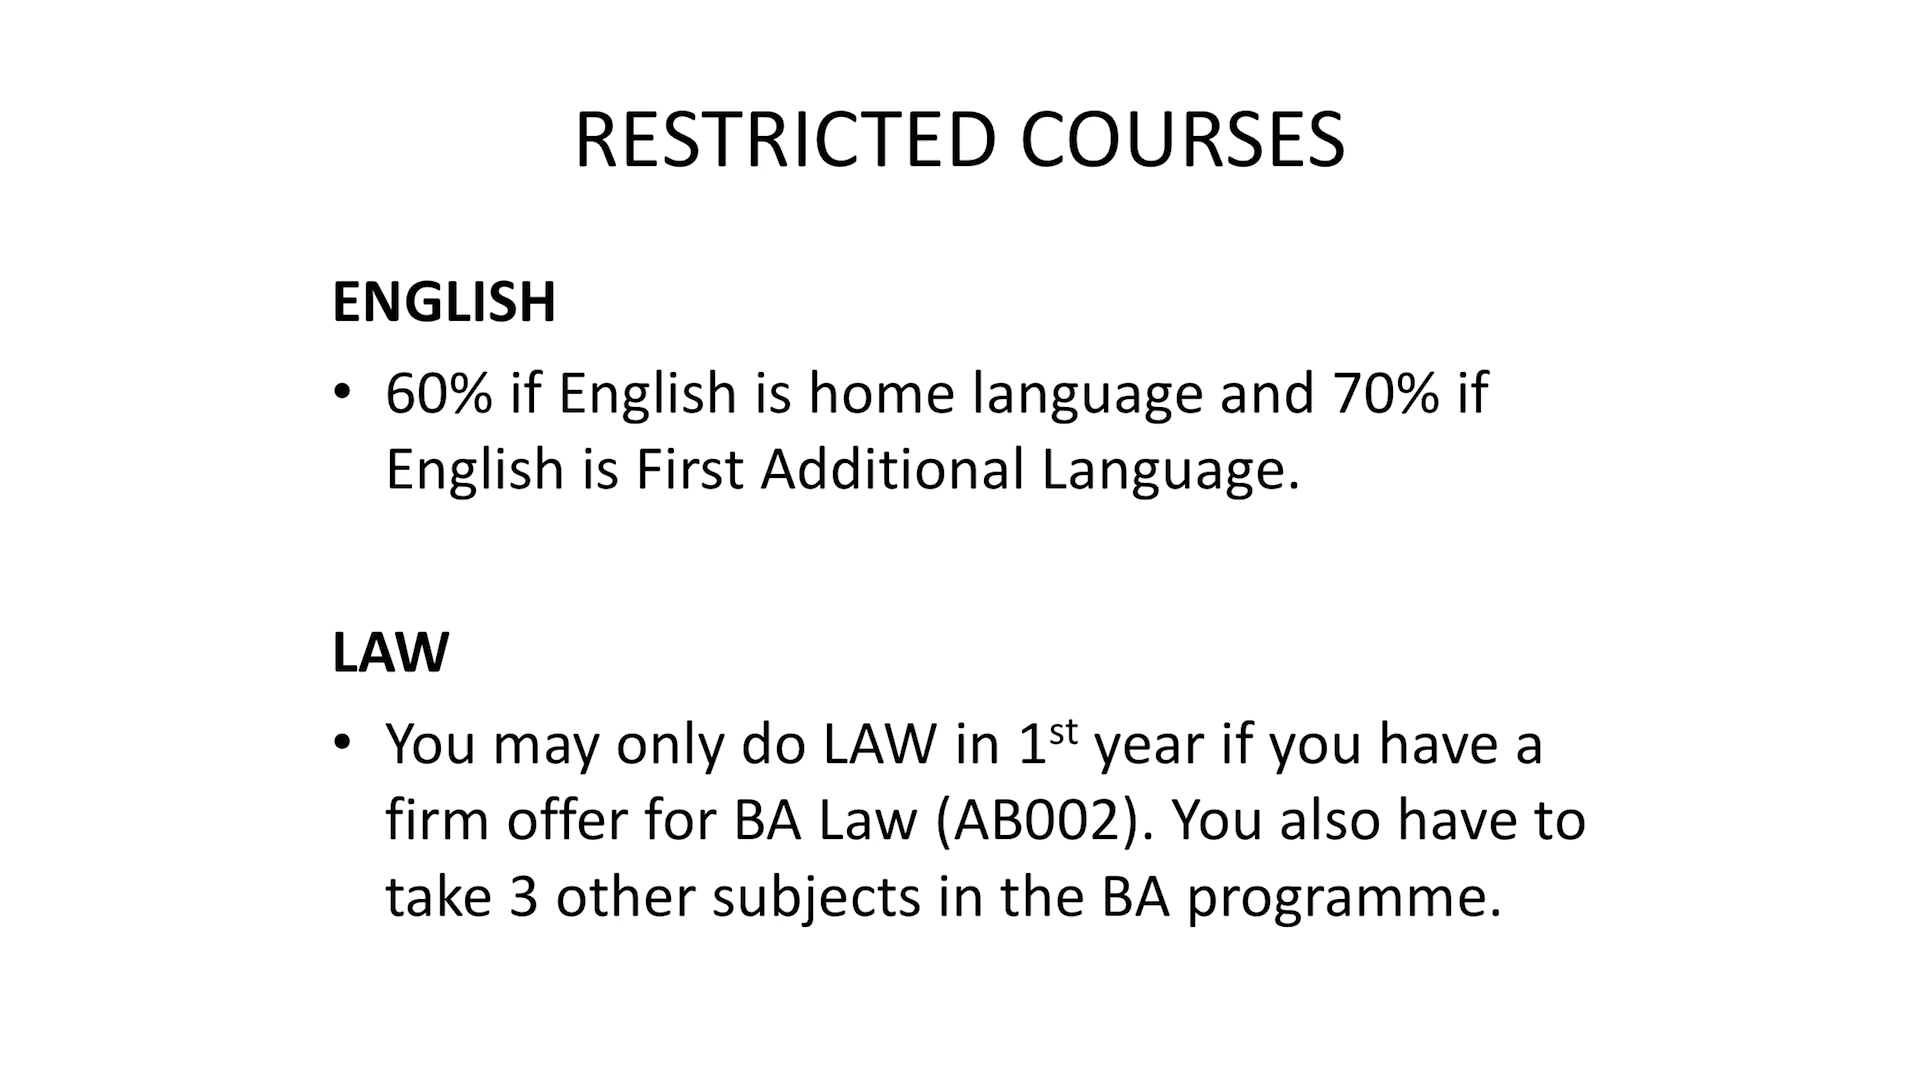 RESTRICTED COURSES
ENGLISH
• 60% if English is home language and 70% if
English is First Additional Language.
LAW
• You may only do LAW in 1st year if you have a
firm offer for BA Law (AB002). You also have to
take 3 other subjects in the BA programme.